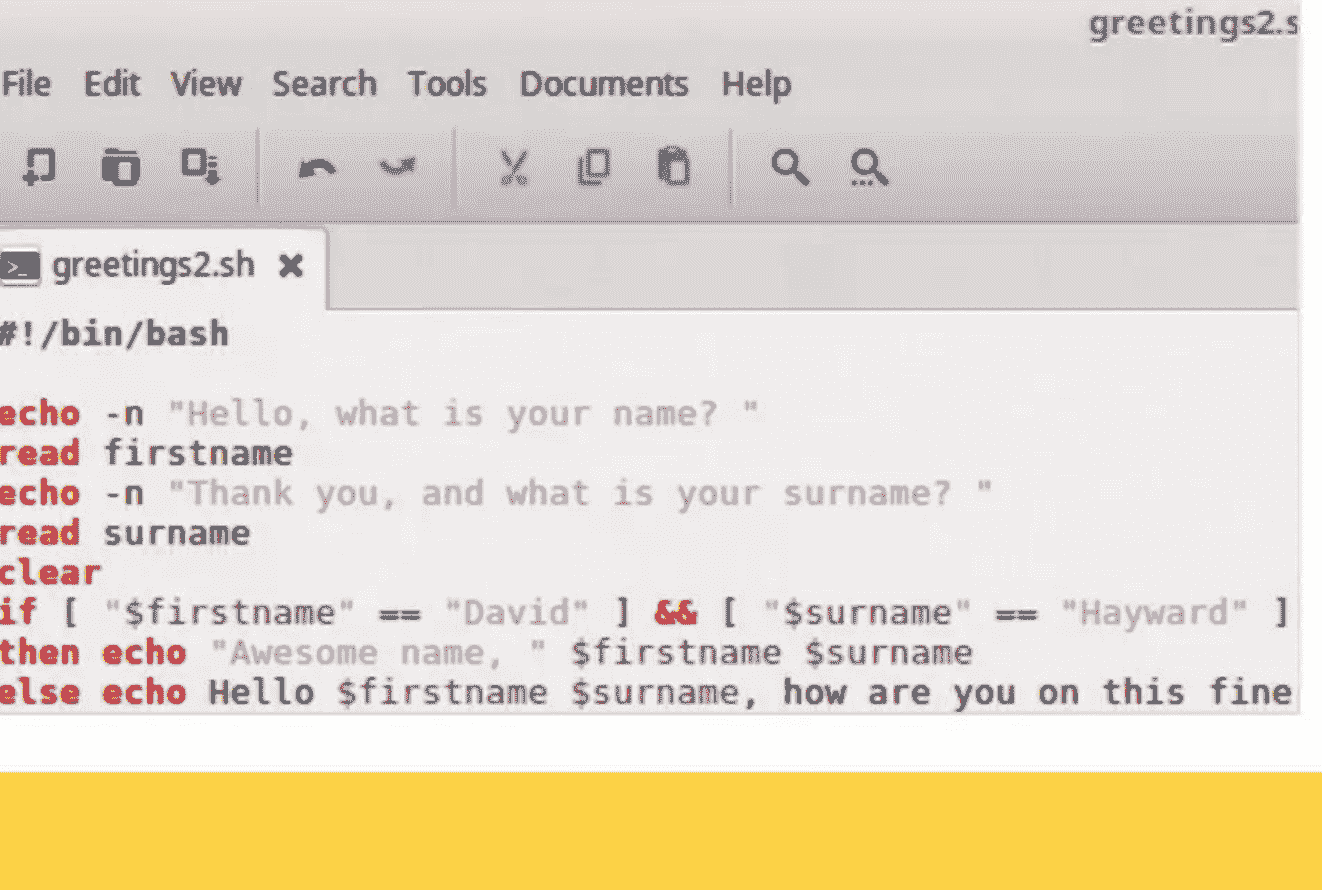 greetings2.s
File Edit View Search Tools Documents Help
greetings2.sh
#!/bin/bash
echo -n "Hello, what is your name? "
read firstname
echo -n "Thank you, and what is your surname? "
read surname
clear
if [ "$firstname" == "David" ] && [ "$surname" == "Hayward" ]
then echo "Awesome name, " $firstname $surname
else echo Hello $firstname $surname, how are you on this fine